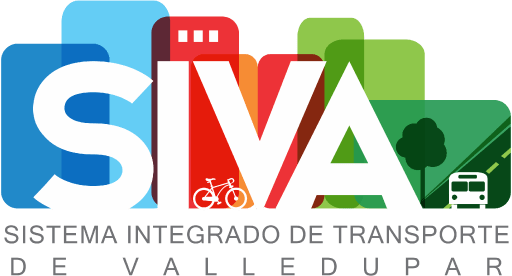 SIVA
SISTEMA INTEGRADO DE TRANSPORTE
DE VALLEDUPAR